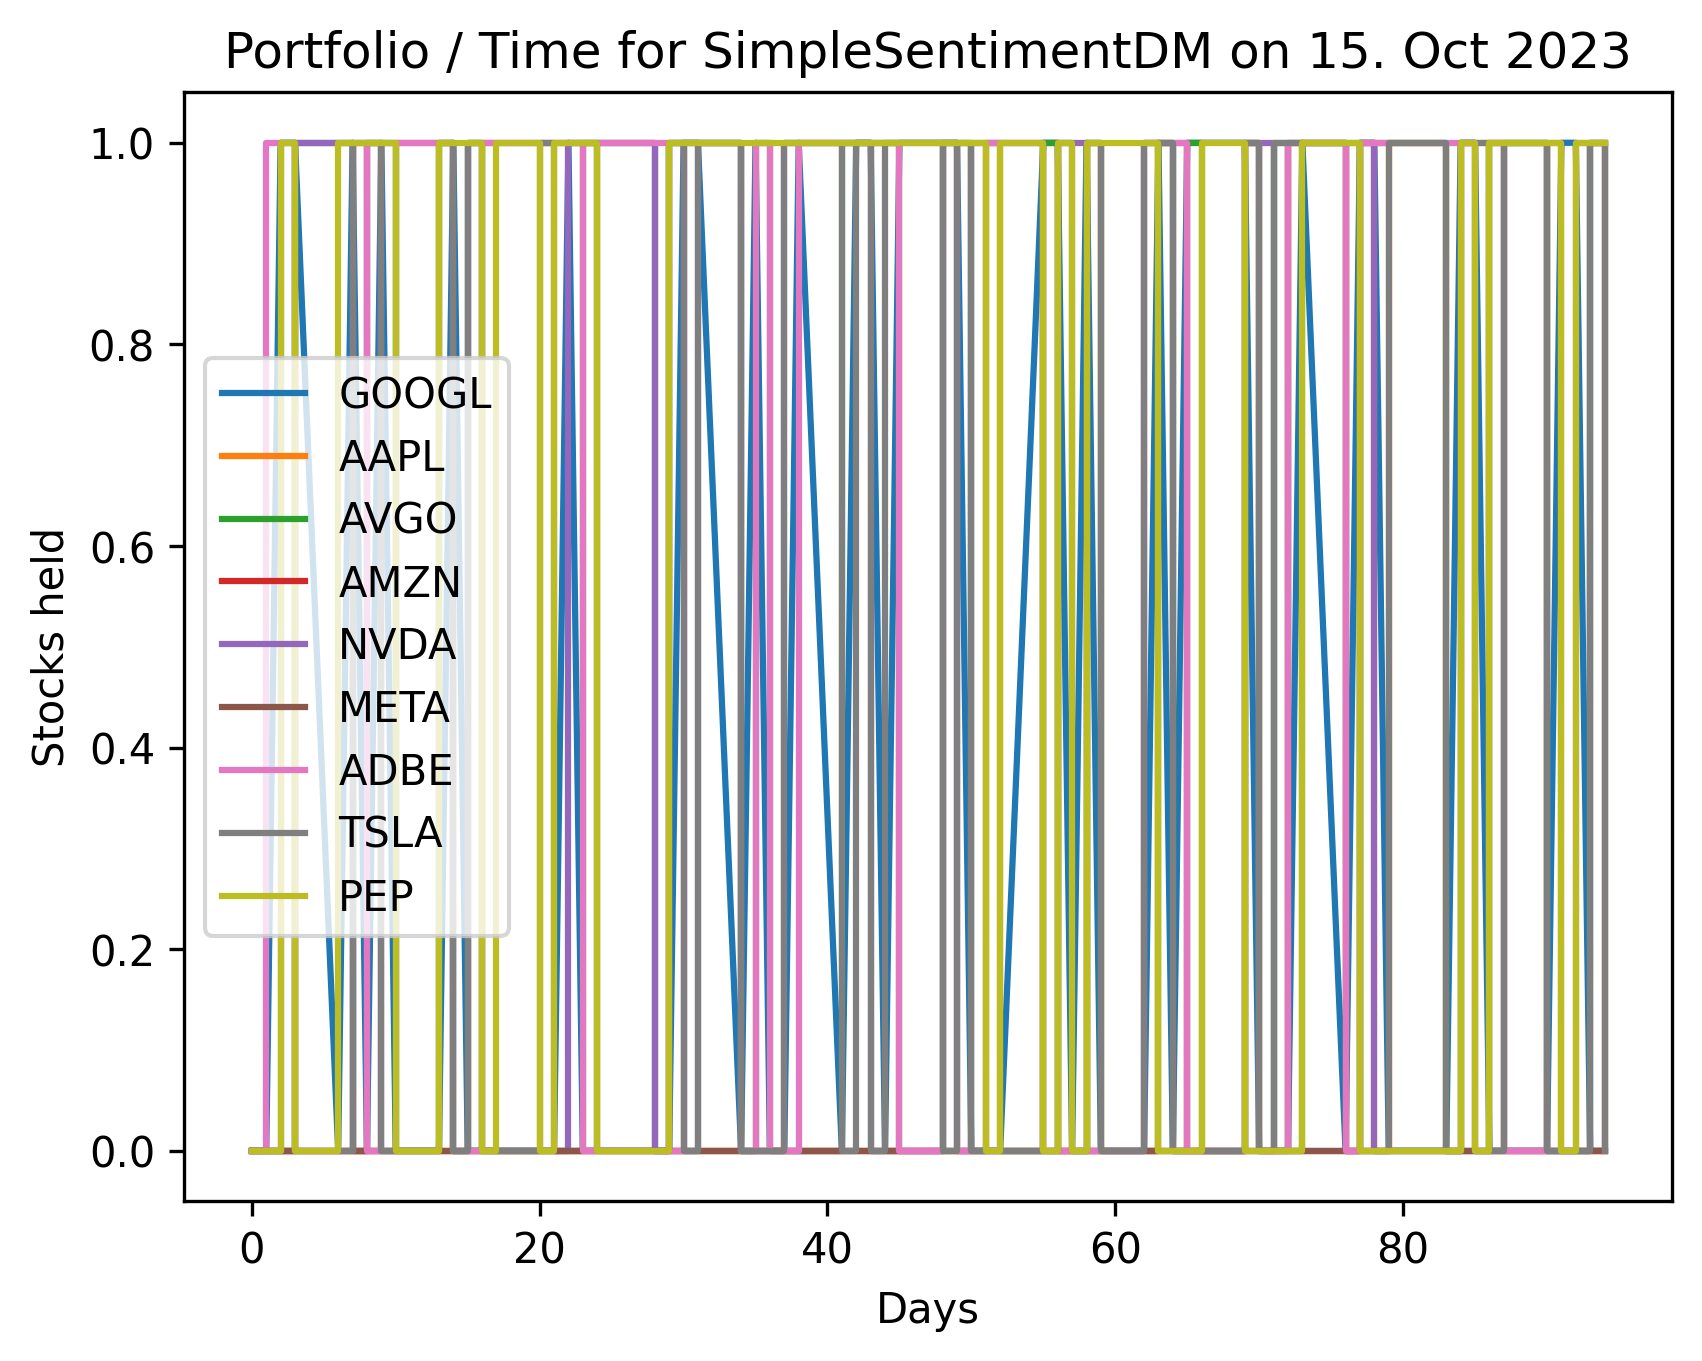 Portfolio / Time for SimpleSentimentDM on 15. Oct 2023
1.0
0.8
0.6
0.4
0.2
0.0
Stocks held
GOOGL
AAPL
AVGO
AMZN
NVDA
META
ADBE
TSLA
PEP
0 20 40 60 80
Days